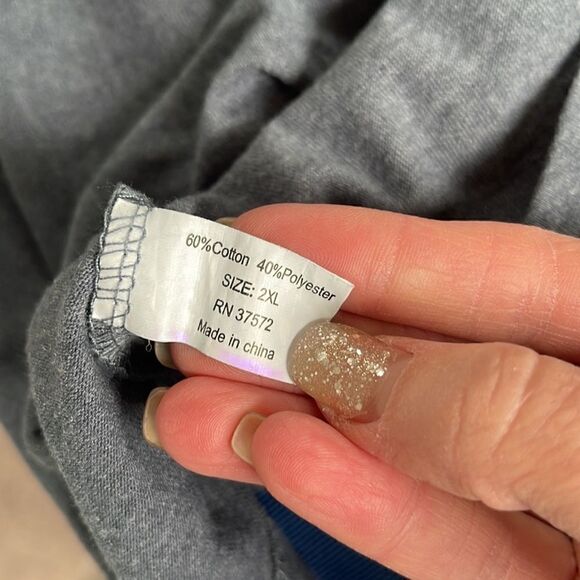 60%Cotton 40%Polyester
SIZE: 2XL
RN 37572
Made in china